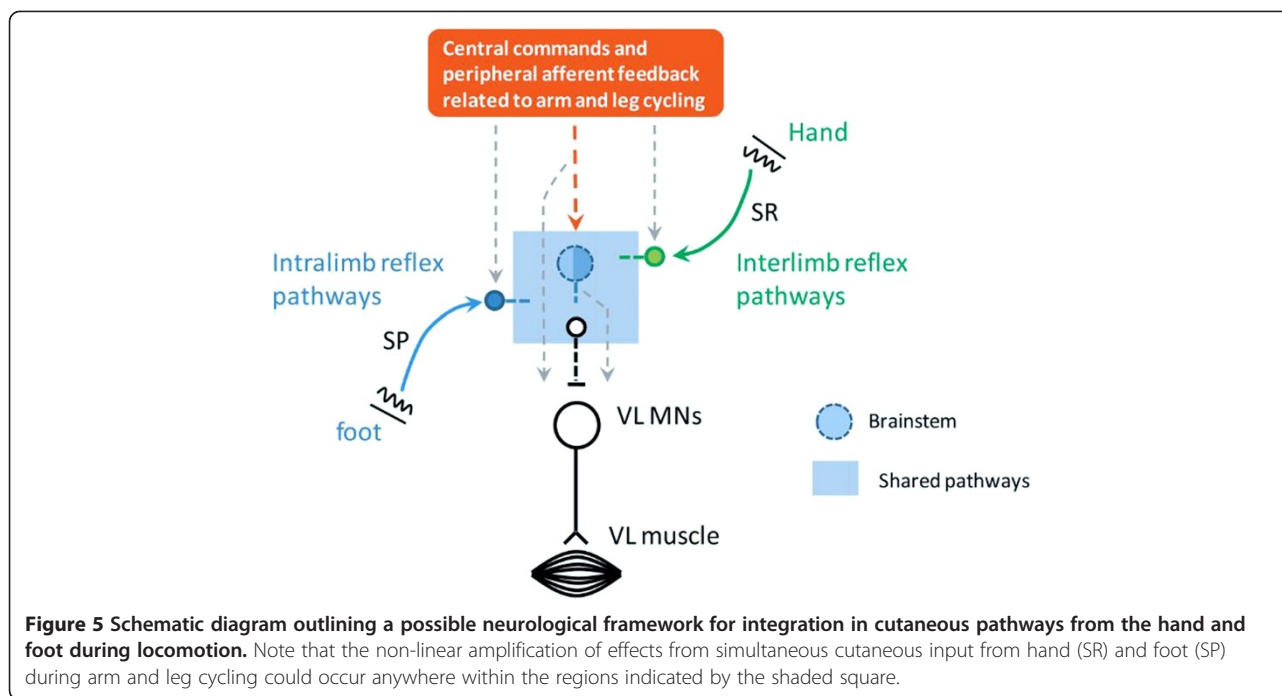 Central commands and
peripheral afferent feedback
related to arm and leg cycling
Hand
SR
Intralimb reflex
pathways
Interlimb reflex
pathways
SP
foot
VL MNs
Brainstem
Shared pathways
VL muscle
Figure 5 Schematic diagram outlining a possible neurological framework for integration in cutaneous pathways from the hand and
foot during locomotion. Note that the non-linear amplification of effects from simultaneous cutaneous input from hand (SR) and foot (SP)
during arm and leg cycling could occur anywhere within the regions indicated by the shaded square.